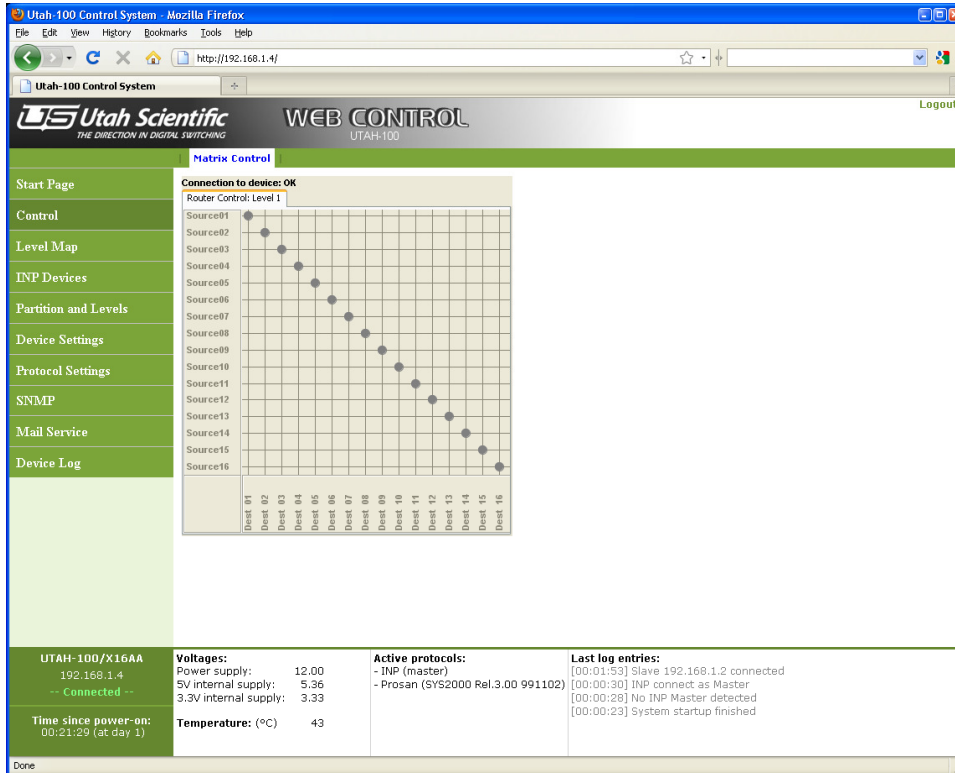 Utah-100 Control System - Mozilla Firefox
File Edit View History Bookmarks Tools Help
http://192.168.1.4/
Utah-100 Control System
US Utah Scientific
THE DIRECTION IN DIGITAL SWITCHING
WEB CONTROL
UTAH-100
Logout
| Matrix Control |
Start Page
Control
Level Map
INP Devices
Partition and Levels
Device Settings
Protocol Settings
SNMP
Mail Service
Device Log
Connection to device: OK
Router Control: Level 1
Source01
Source02
Source03
Source04
Source05
Source06
Source07
Source08
Source09
Source10
Source11
Source12
Source13
Source14
Source15
Source16
Dest 01
Dest 02
Dest 03
Dest 04
Dest 05
Dest 06
Dest 07
Dest 08
Dest 09
Dest 10
Dest 11
Dest 12
Dest 13
Dest 14
Dest 15
Dest 16
UTAH-100/X16AA
192.168.1.4
-- Connected --
Time since power-on:
00:21:29 (at day 1)
Voltages:
Power supply: 12.00
5V internal supply: 5.36
3.3V internal supply: 3.33
Temperature: (°C) 43
Active protocols:
- INP (master)
- Prosan (SYS2000 Rel.3.00 991102)
Last log entries:
[00:01:53] Slave 192.168.1.2 connected
[00:00:30] INP connect as Master
[00:00:28] No INP Master detected
[00:00:23] System startup finished
Done